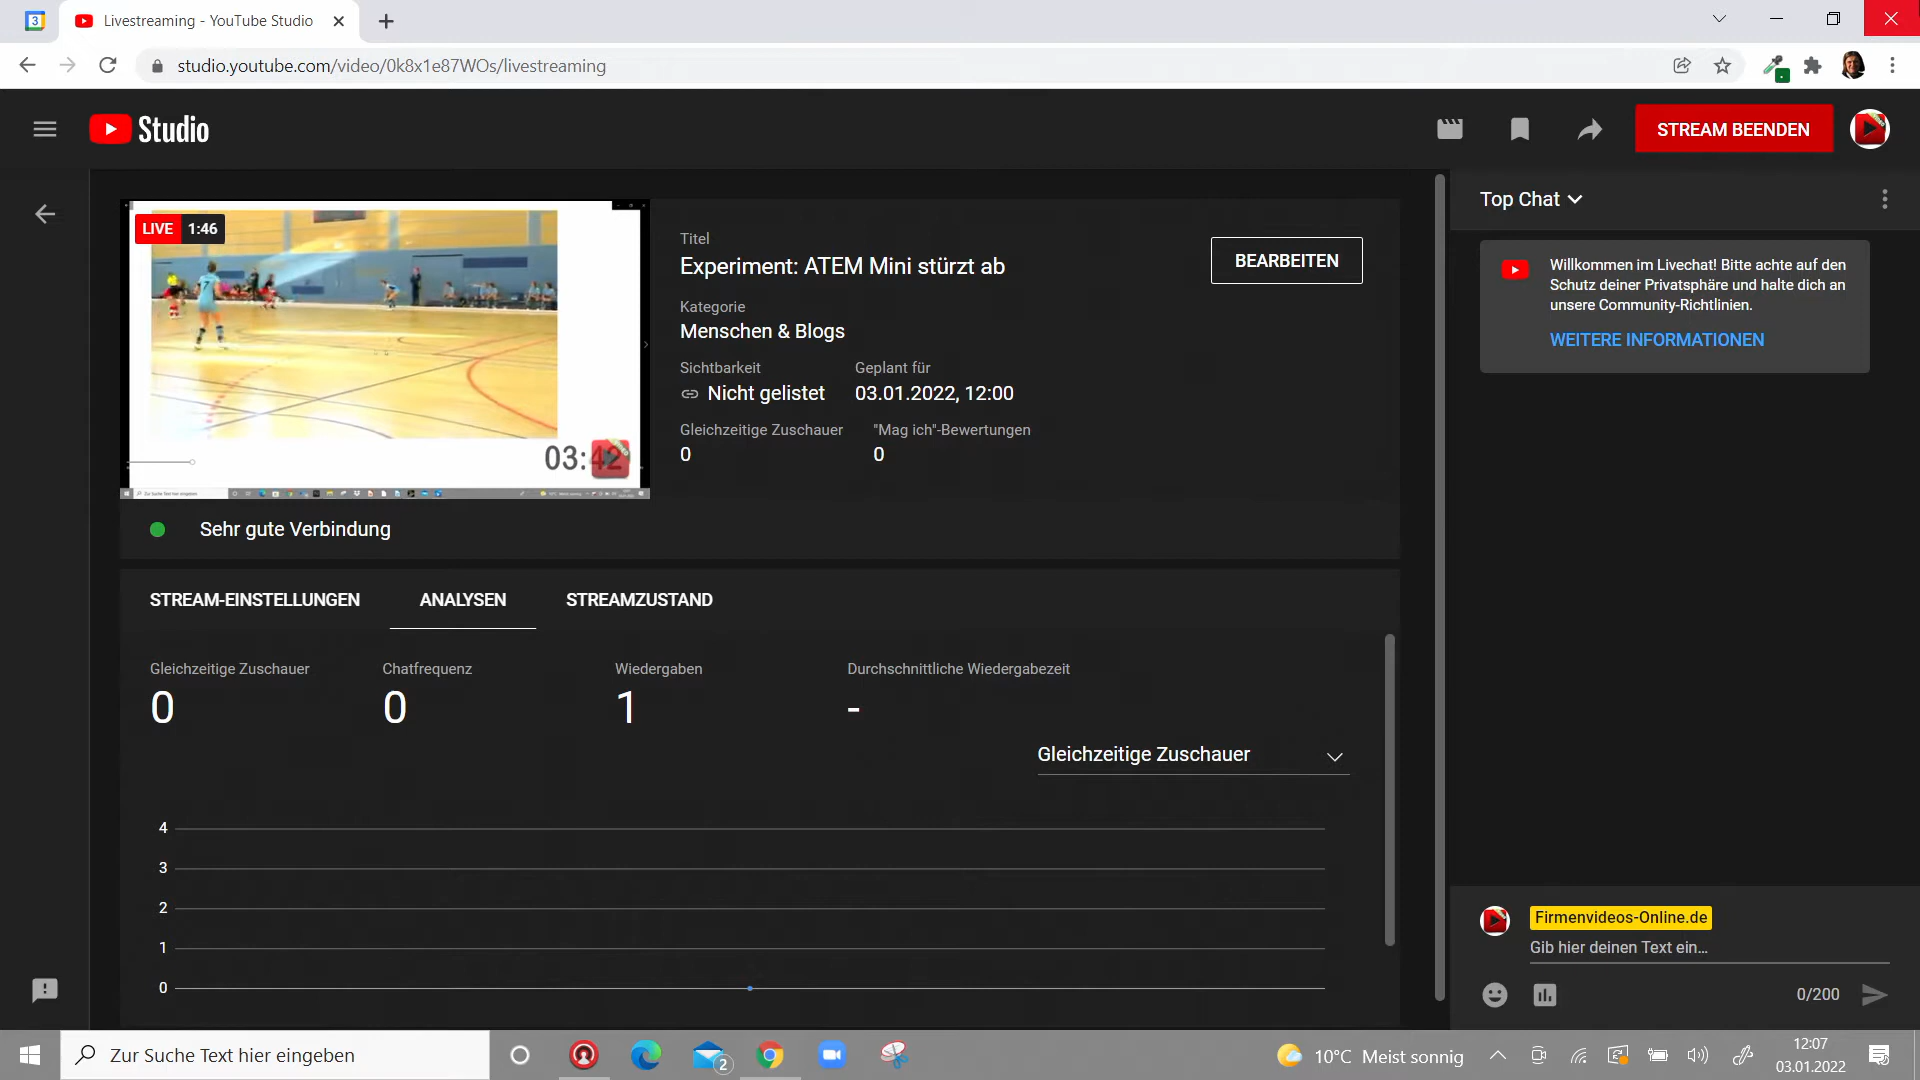 3
Livestreaming - YouTube Studio
studio.youtube.com/video/0k8x1e87WOs/livestreaming
Studio
STREAM BEENDEN
LIVE 1:46
7
03:42
Titel
Experiment: ATEM Mini stürzt ab
BEARBEITEN
Kategorie
Menschen & Blogs
Sichtbarkeit
Geplant für
Nicht gelistet
03.01.2022, 12:00
Gleichzeitige Zuschauer
"Mag ich"-Bewertungen
0
0
Top Chat
Willkommen im Livechat! Bitte achte auf den
Schutz deiner Privatsphäre und halte dich an
unsere Community-Richtlinien.
WEITERE INFORMATIONEN
Sehr gute Verbindung
STREAM-EINSTELLUNGEN
ANALYSEN
STREAMZUSTAND
Gleichzeitige Zuschauer
Chatfrequenz
Wiedergaben
Durchschnittliche Wiedergabezeit
0
0
1
-
Gleichzeitige Zuschauer
4
3
2
1
0
Firmenvideos-Online.de
Gib hier deinen Text ein...
0/200
Zur Suche Text hier eingeben
2
10°C Meist sonnig
12:07
03.01.2022